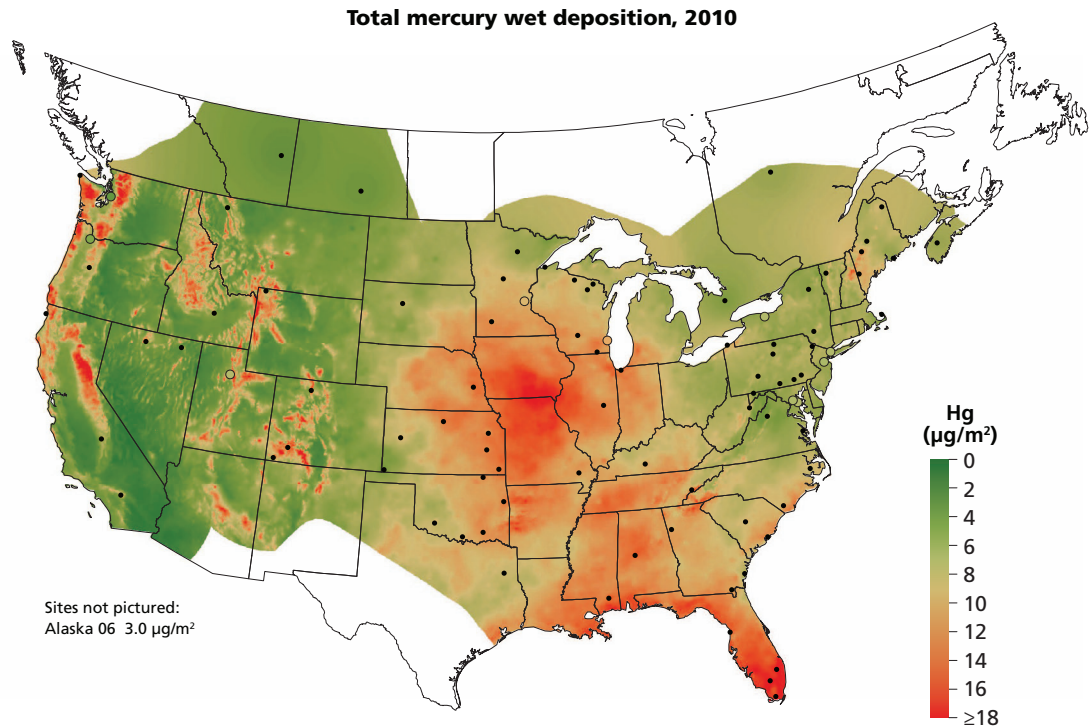 Total mercury wet deposition, 2010
Hg
(µg/m²)
0
2
4
6
8
10
12
14
16
≥18
Sites not pictured:
Alaska 06 3.0 µg/m²